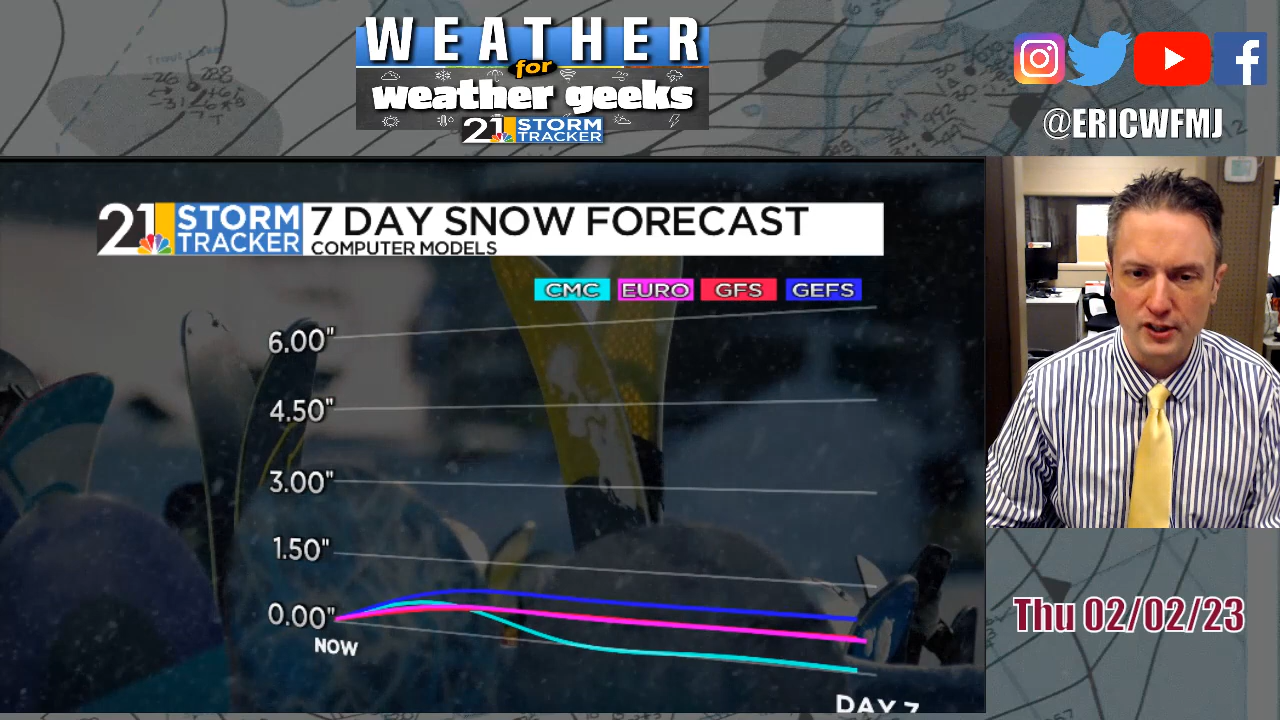 WEATHER
for
weather geeks
21 STORM
TRACKER
@ERICWFMJ
21 STORM
TRACKER
7 DAY SNOW FORECAST
COMPUTER MODELS
CMC EURO GFS GEFS
6.00"
4.50"
3.00"
1.50"
0.00"
NOW
DAY 7
Thu 02/02/23